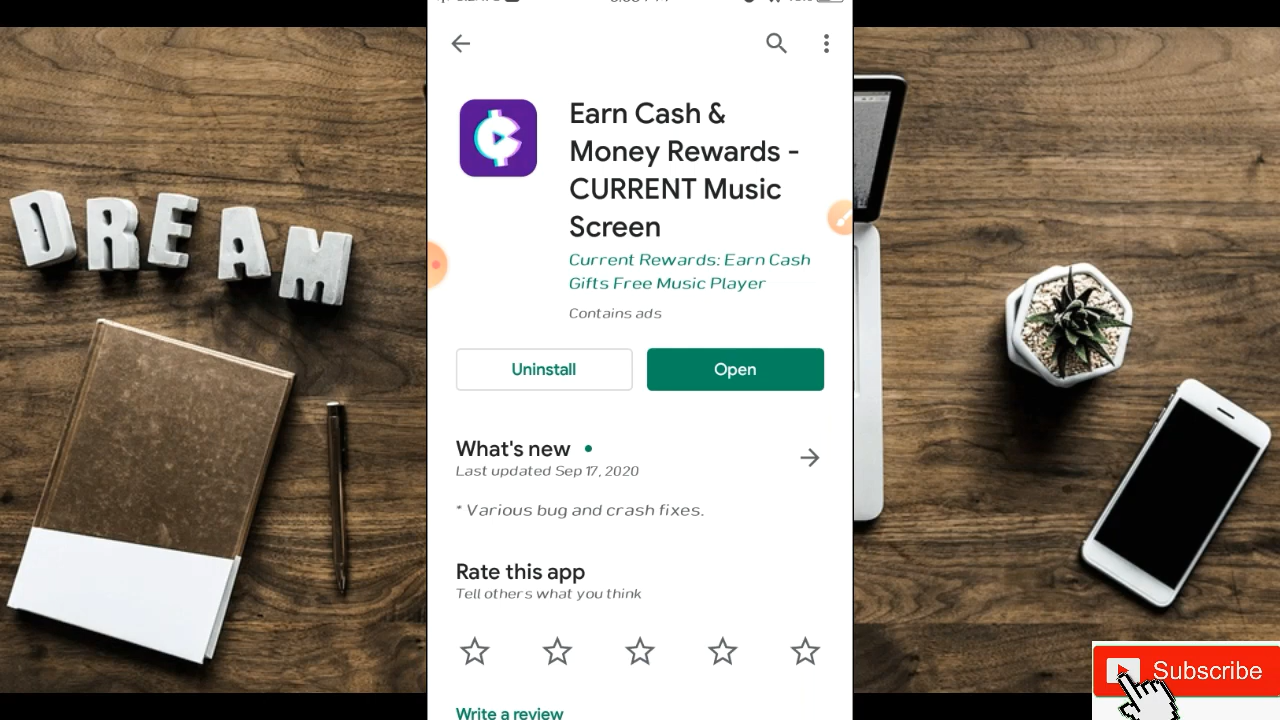 DREAM
Earn Cash &
Money Rewards -
CURRENT Music
Screen
Current Rewards: Earn Cash
Gifts Free Music Player
Contains ads
Uninstall
Open
What's new
Last updated Sep 17, 2020
* Various bug and crash fixes.
Rate this app
Tell others what you think
Write a review
Subscribe